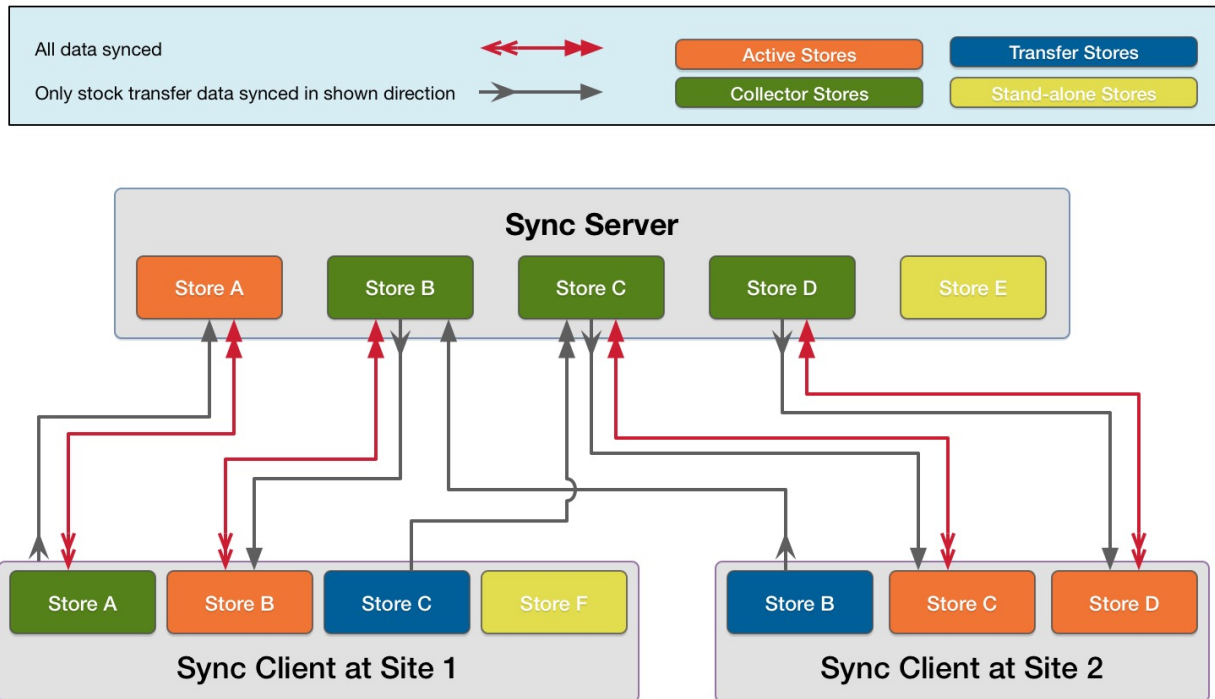 All data synced
Only stock transfer data synced in shown direction
Active Stores
Transfer Stores
Collector Stores
Stand-alone Stores
Sync Server
Store A
Store B
Store C
Store D
Store E
Store A
Store B
Store C
Store F
Sync Client at Site 1
Store B
Store C
Store D
Sync Client at Site 2